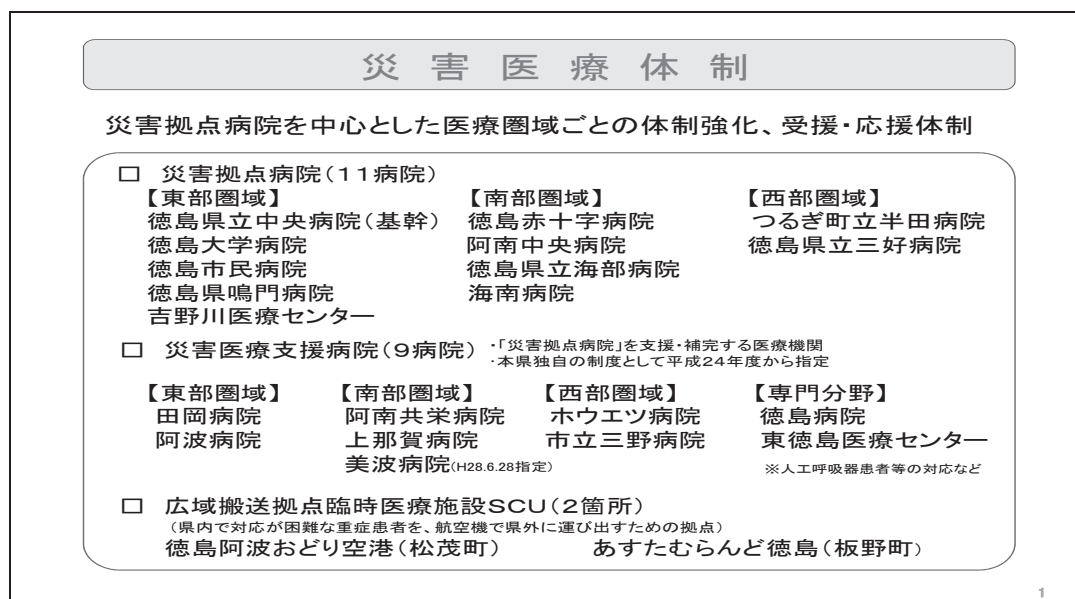 災害医療体制
災害拠点病院を中心とした医療圏域ごとの体制強化、受援・応援体制
□ 災害拠点病院(11病院)
【東部圏域】 【南部圏域】 【西部圏域】
徳島県立中央病院(基幹) 徳島赤十字病院 つるぎ町立半田病院
徳島大学病院 阿南中央病院 徳島県立三好病院
徳島市民病院 徳島県立海部病院
徳島県鳴門病院 海南病院
吉野川医療センター
□ 災害医療支援病院(9病院)
・「災害拠点病院」を支援・補完する医療機関
・本県独自の制度として平成24年度から指定
【東部圏域】 【南部圏域】 【西部圏域】 【専門分野】
田岡病院 阿南共栄病院 ホウエツ病院 徳島病院
阿波病院 上那賀病院 市立三野病院 東徳島医療センター
美波病院(H28.6.28指定) ※人工呼吸器患者等の対応など
□ 広域搬送拠点臨時医療施設SCU(2箇所)
(県内で対応が困難な重症患者を、航空機で県外に運び出すための拠点)
徳島阿波おどり空港(松茂町) あすたむらんど徳島(板野町)
1